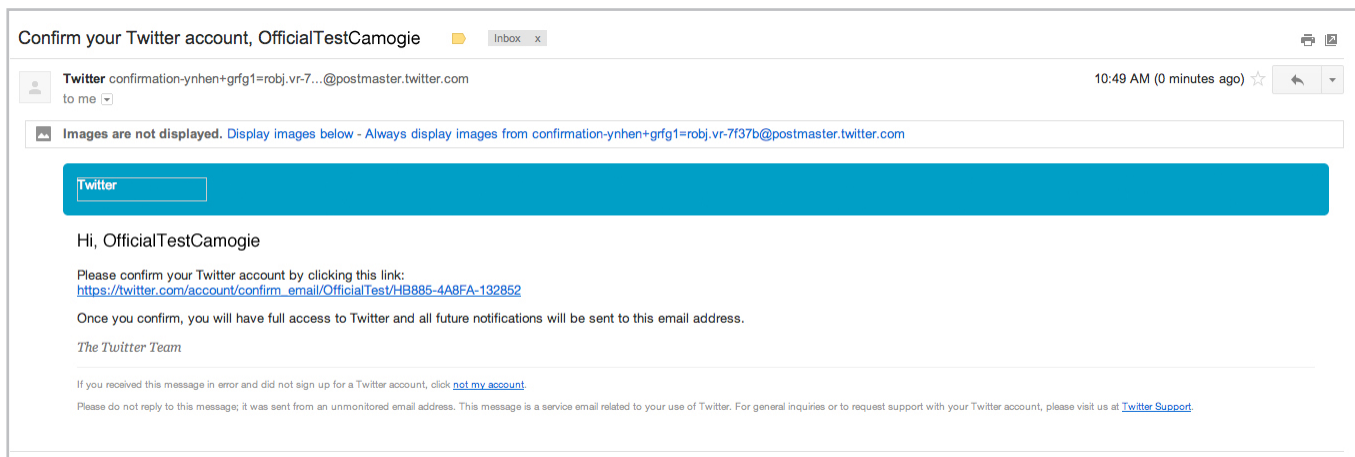 Confirm your Twitter account, OfficialTestCamogie Inbox x
Twitter confirmation-ynhen+grfg1=robj.vr-7...@postmaster.twitter.com 10:49 AM (0 minutes ago)
to me
Images are not displayed. Display images below - Always display images from confirmation-ynhen+grfg1=robj.vr-7f37b@postmaster.twitter.com
Twitter
Hi, OfficialTestCamogie
Please confirm your Twitter account by clicking this link:
https://twitter.com/account/confirm_email/OfficialTest/HB885-4A8FA-132852
Once you confirm, you will have full access to Twitter and all future notifications will be sent to this email address.
The Twitter Team
If you received this message in error and did not sign up for a Twitter account, click not my account.
Please do not reply to this message; it was sent from an unmonitored email address. This message is a service email related to your use of Twitter. For general inquiries or to request support with your Twitter account, please visit us at Twitter Support.